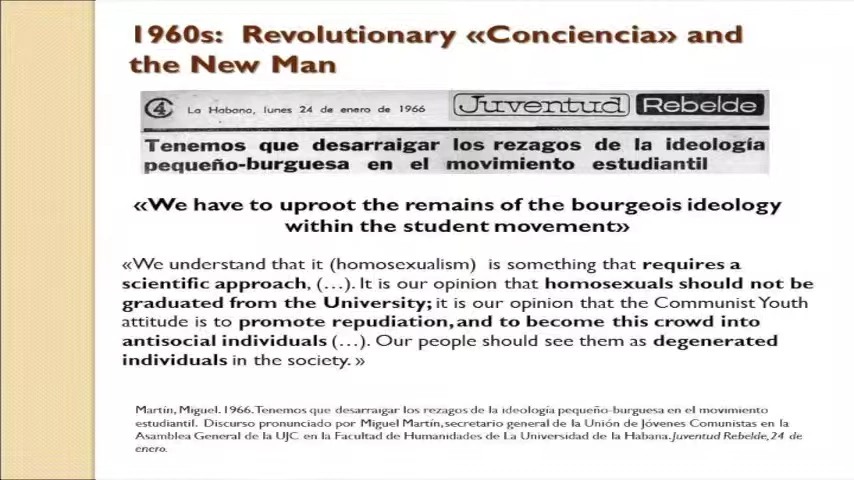 1960s: Revolutionary «Conciencia» and
the New Man
4 La Habana, lunes 24 de enero de 1966 Juventud Rebelde
Tenemos que desarraigar los rezagos de la ideología
pequeño-burguesa en el movimiento estudiantil
«We have to uproot the remains of the bourgeois ideology
within the student movement»
«We understand that it (homosexualism) is something that requires a
scientific approach, (…). It is our opinion that homosexuals should not be
graduated from the University; it is our opinion that the Communist Youth
attitude is to promote repudiation, and to become this crowd into
antisocial individuals (…). Our people should see them as degenerated
individuals in the society. »
Martín, Miguel. 1966. Tenemos que desarraigar los rezagos de la ideología pequeño-burguesa en el movimiento
estudiantil. Discurso pronunciado por Miguel Martín, secretario general de la Unión de Jóvenes Comunistas en la
Asamblea General de la UJC en la Facultad de Humanidades de La Universidad de la Habana. Juventud Rebelde, 24 de
enero.